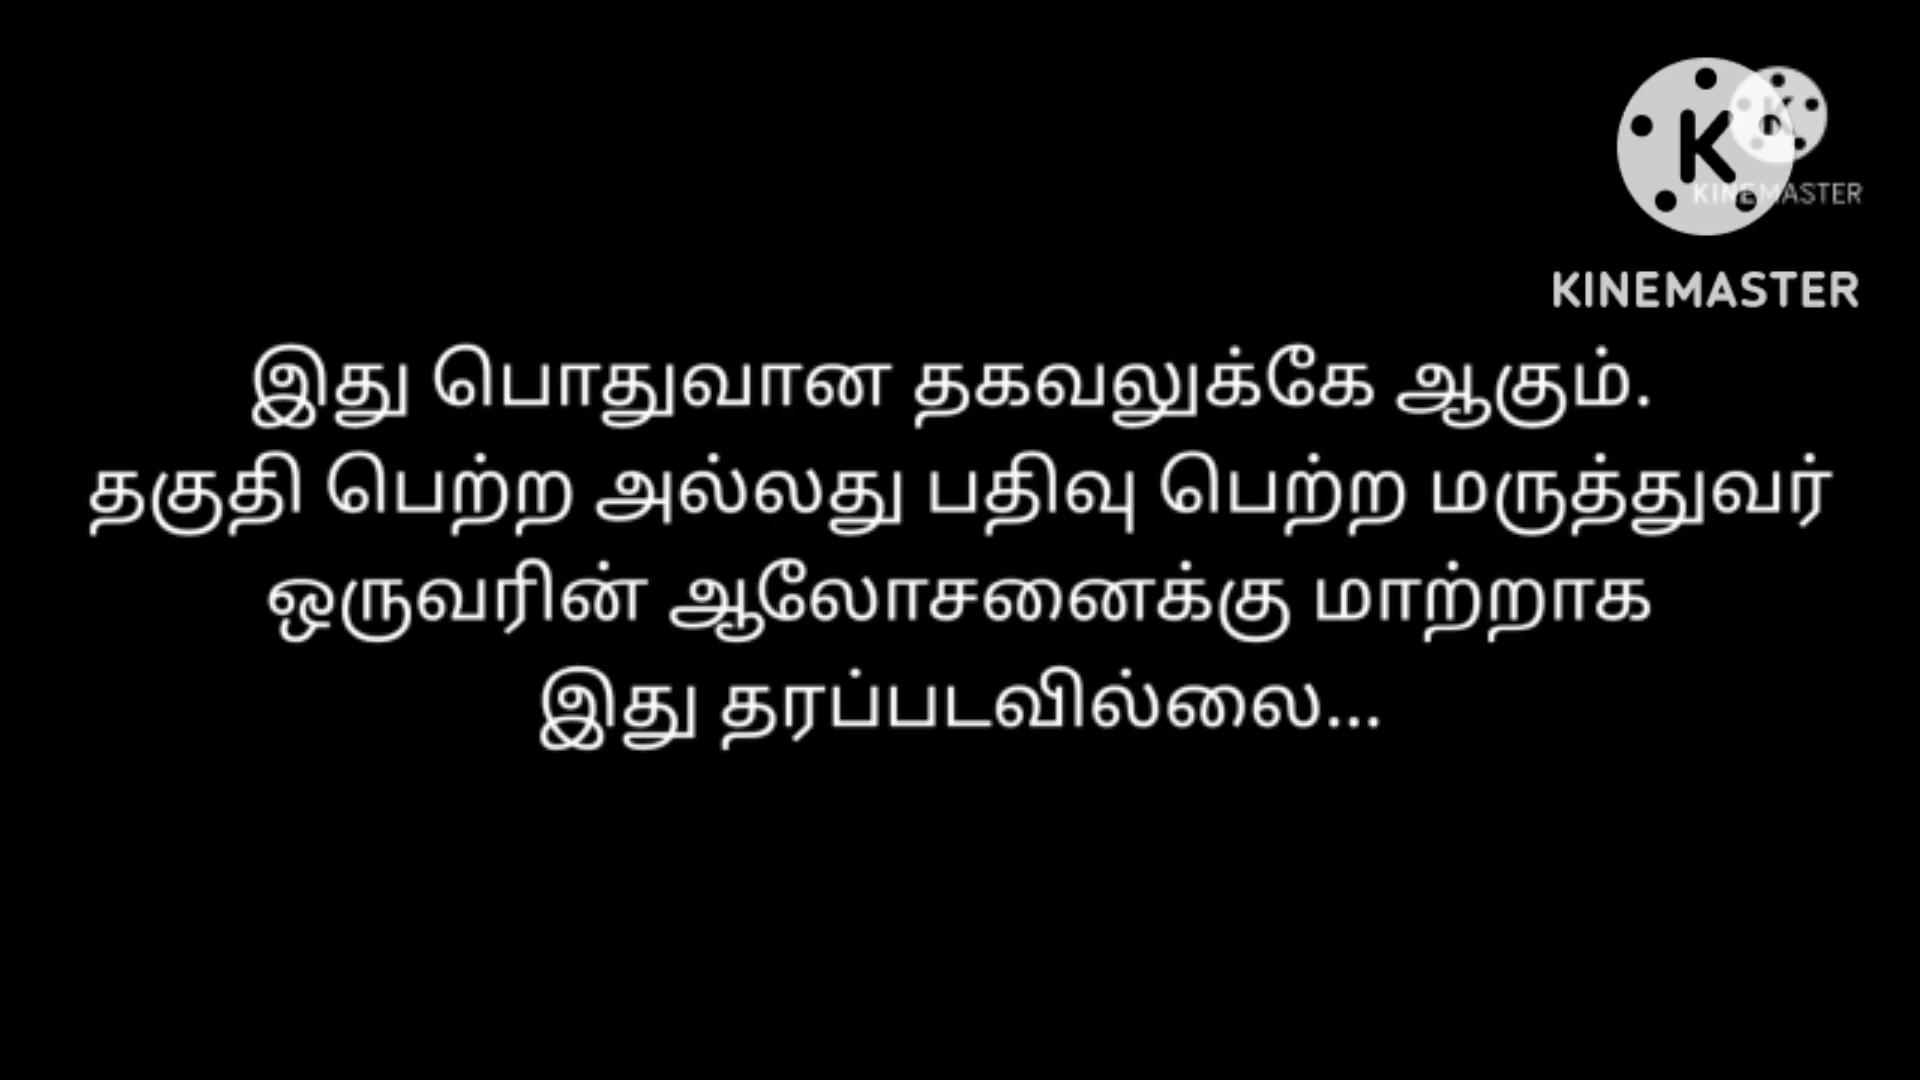 KINEMASTER
KINEMASTER
இது பொதுவான தகவலுக்கே ஆகும்.
தகுதி பெற்ற அல்லது பதிவு பெற்ற மருத்துவர்
ஒருவரின் ஆலோசனைக்கு மாற்றாக
இது தரப்படவில்லை...